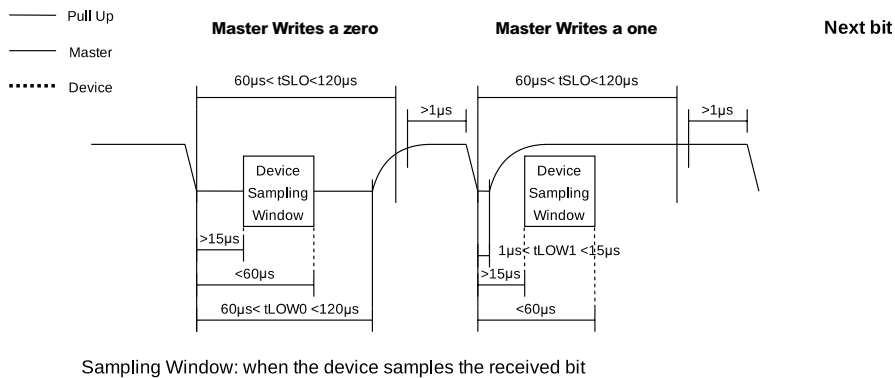 Pull Up
Master
Device
Master Writes a zero
Master Writes a one
Next bit
60µs< tSLO<120µs
60µs< tSLO<120µs
>1µs
>1µs
Device
Sampling
Window
Device
Sampling
Window
>15µs
1µs< tLOW1 <15µs
<60µs
>15µs
60µs< tLOW0 <120µs
<60µs
Sampling Window: when the device samples the received bit